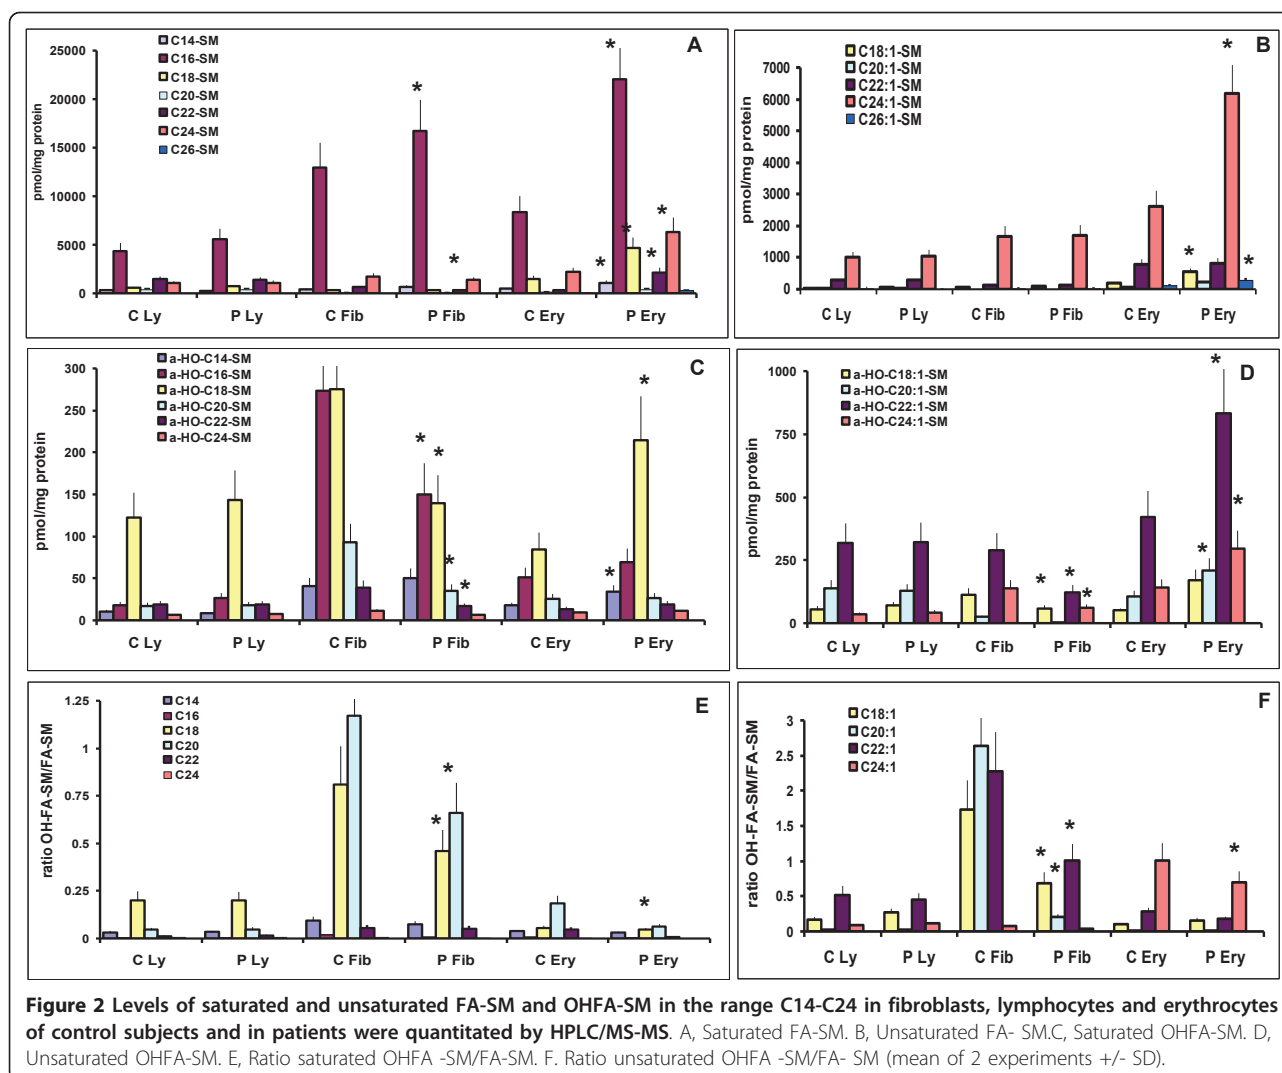 C14-SM
C16-SM
C18-SM
C20-SM
C22-SM
C24-SM
C26-SM
A
25000
20000
15000
10000
5000
0
pmol/mg protein
* * * * * * *
C Ly P Ly C Fib P Fib C Ery P Ery
C18:1-SM
C20:1-SM
C22:1-SM
C24:1-SM
C26:1-SM
B
7000
6000
5000
4000
3000
2000
1000
0
pmol/mg protein
* * *
C Ly P Ly C Fib P Fib C Ery P Ery
a-HO-C14-SM
a-HO-C16-SM
a-HO-C18-SM
a-HO-C20-SM
a-HO-C22-SM
a-HO-C24-SM
C
300
250
200
150
100
50
0
pmol/mg protein
* * * * * *
C Ly P Ly C Fib P Fib C Ery P Ery
a-HO-C18:1-SM
a-HO-C20:1-SM
a-HO-C22:1-SM
a-HO-C24:1-SM
D
1000
750
500
250
0
pmol/mg protein
* * * * * *
C Ly P Ly C Fib P Fib C Ery P Ery
C14
C16
C18
C20
C22
C24
E
1.25
1
0.75
0.5
0.25
0
ratio OH-FA-SM/FA-SM
* * *
C Ly P Ly C Fib P Fib C Ery P Ery
C18:1
C20:1
C22:1
C24:1
F
3
2.5
2
1.5
1
0.5
0
ratio OH-FA-SM/FA-SM
* * * *
C Ly P Ly C Fib P Fib C Ery P Ery
Figure 2 Levels of saturated and unsaturated FA-SM and OHFA-SM in the range C14-C24 in fibroblasts, lymphocytes and erythrocytes
of control subjects and in patients were quantitated by HPLC/MS-MS. A, Saturated FA-SM. B, Unsaturated FA- SM.C, Saturated OHFA-SM. D,
Unsaturated OHFA-SM. E, Ratio saturated OHFA -SM/FA-SM. F. Ratio unsaturated OHFA -SM/FA- SM (mean of 2 experiments +/- SD).